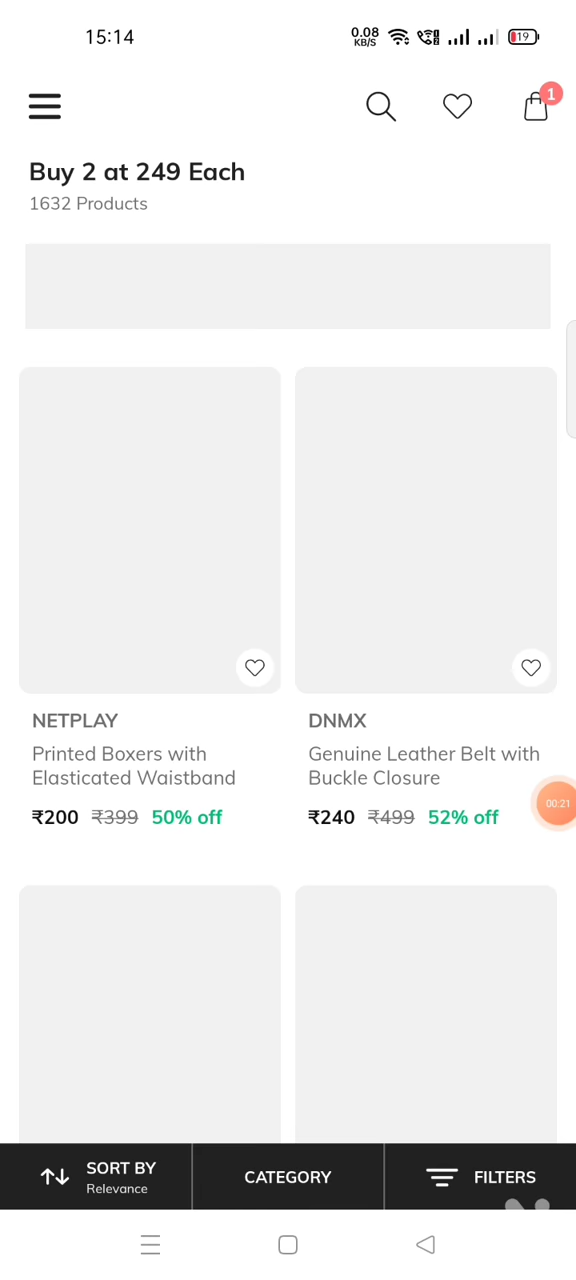 15:14
0.08
KB/S
2
19
1
Buy 2 at 249 Each
1632 Products
NETPLAY
Printed Boxers with
Elasticated Waistband
₹200 ₹399 50% off
DNMX
Genuine Leather Belt with
Buckle Closure
₹240 ₹499 52% off
00:21
SORT BY
Relevance
CATEGORY
FILTERS